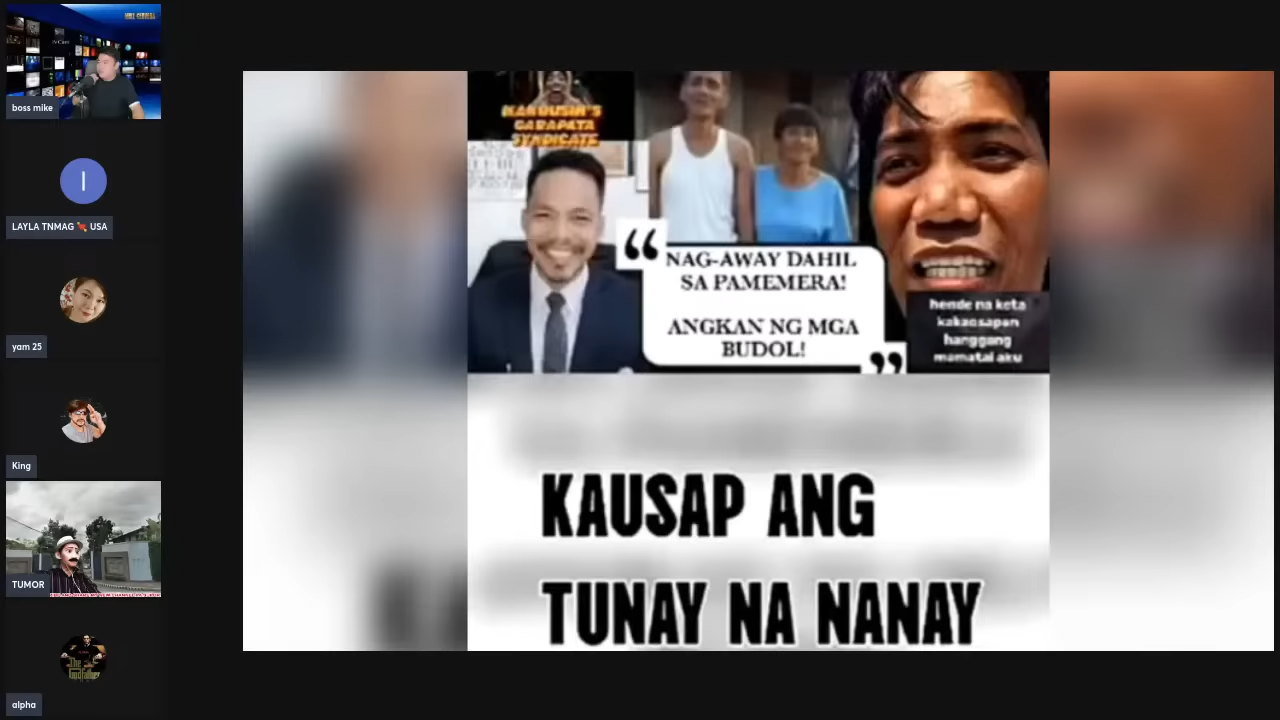 boss mike
I
LAYLA TNMAG 💘 USA
yam 25
King
TUMOR
alpha
GARAPATA
SYNDICATE
NAG-AWAY DAHIL
SA PAMEMERA!
ANGKAN NG MGA
BUDOL!
hende na keta
kakaosapan
hanggang
mamatai aku
KAUSAP ANG
TUNAY NA NANAY